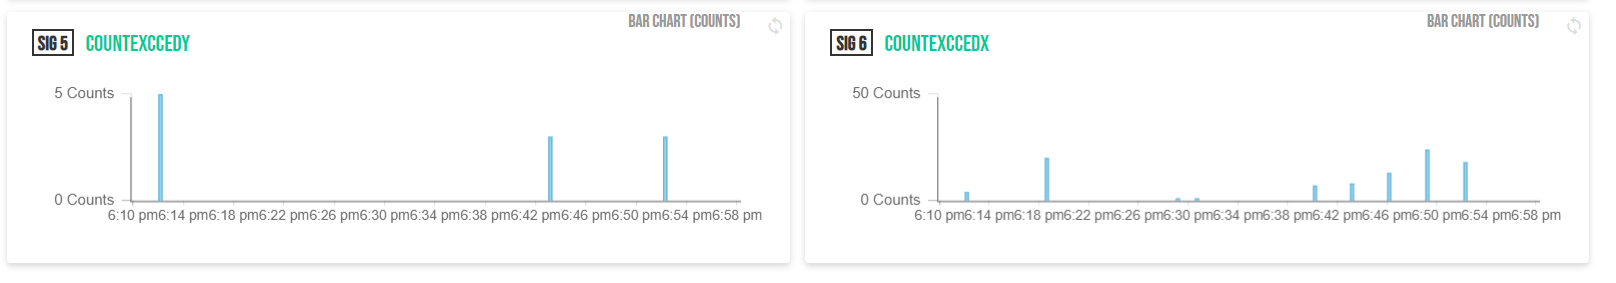 BAR CHART (COUNTS)
SIG 5 COUNTEXCCEDY
5 Counts
0 Counts
6:10 pm6:14 pm6:18 pm6:22 pm6:26 pm6:30 pm6:34 pm6:38 pm6:42 pm6:46 pm6:50 pm6:54 pm6:58 pm
BAR CHART (COUNTS)
SIG 6 COUNTEXCCEDX
50 Counts
0 Counts
6:10 pm6:14 pm6:18 pm6:22 pm6:26 pm6:30 pm6:34 pm6:38 pm6:42 pm6:46 pm6:50 pm6:54 pm6:58 pm